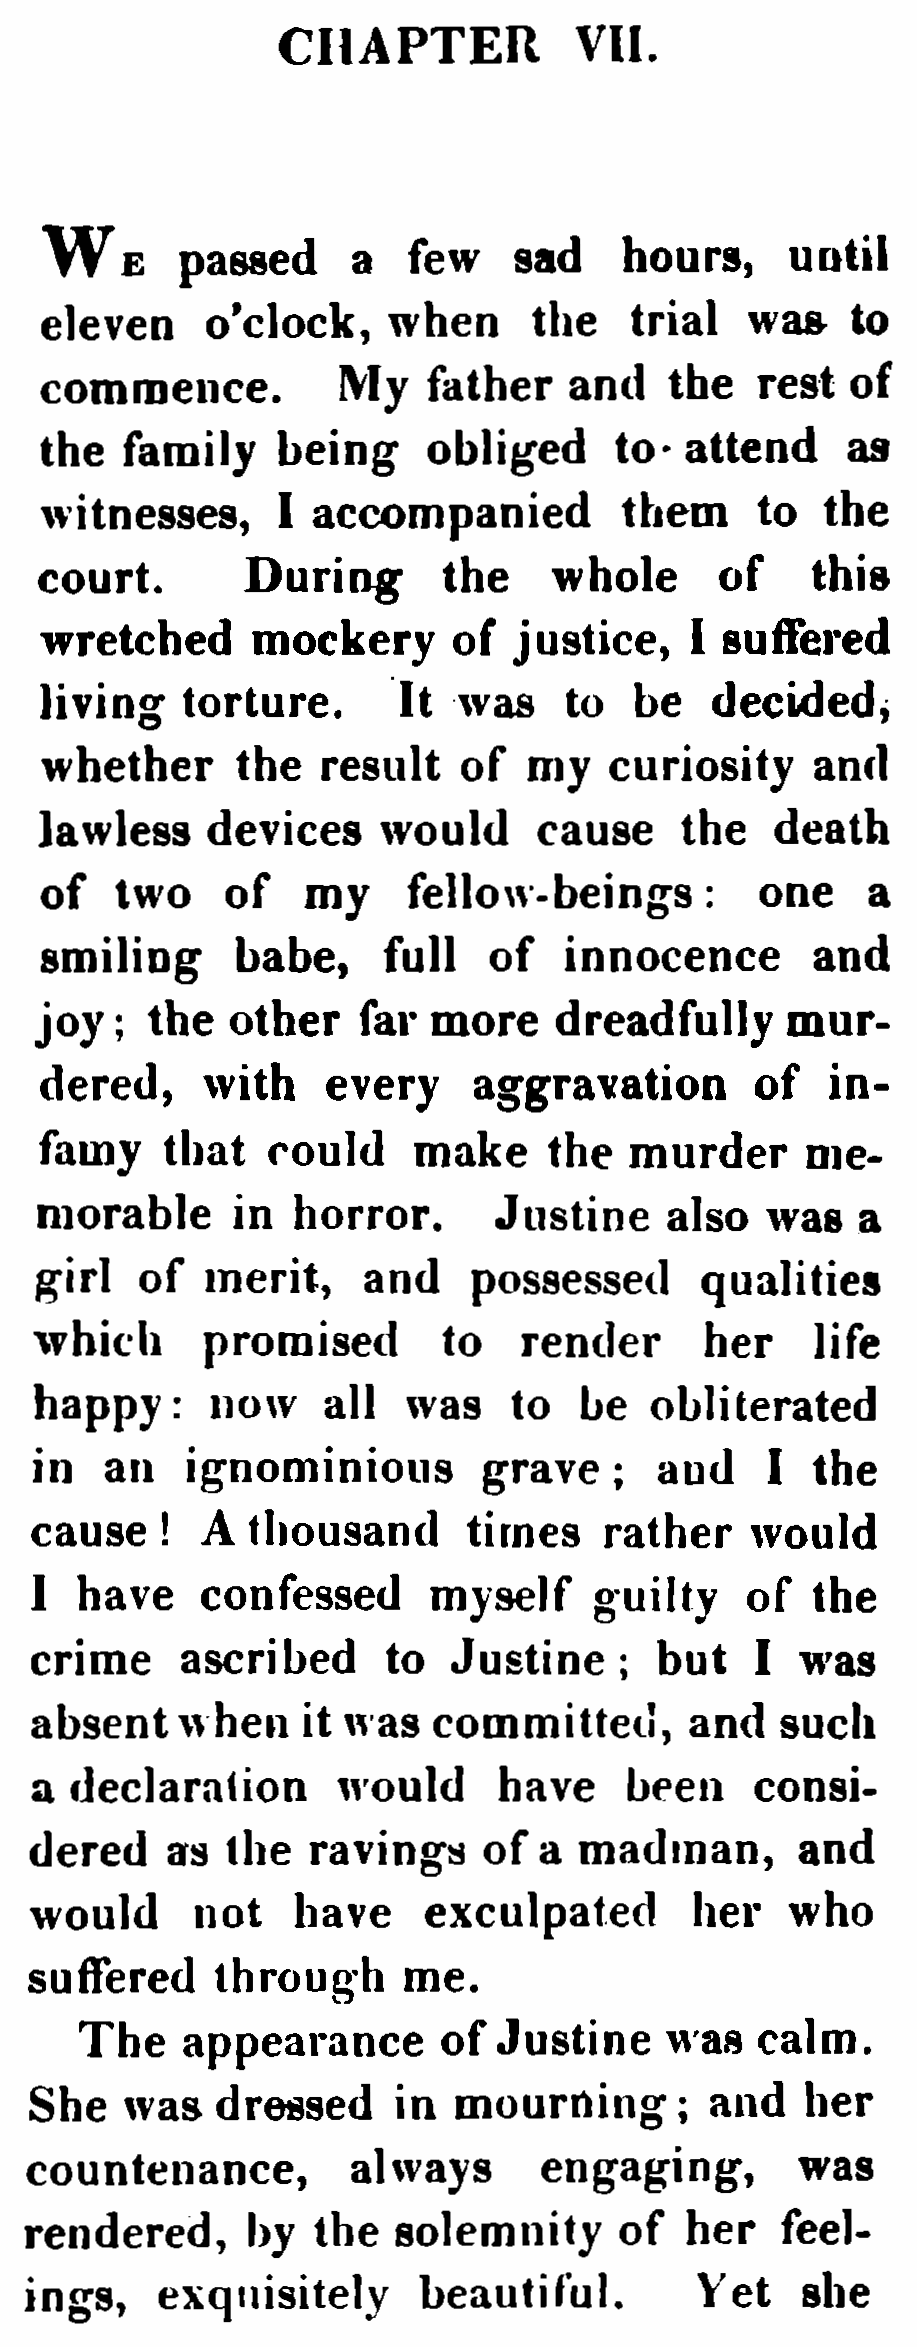 CHAPTER VII.
WE passed a few sad hours, until
eleven o'clock, when the trial was to
commence. My father and the rest of
the family being obliged to attend as
witnesses, I accompanied them to the
court. During the whole of this
wretched mockery of justice, I suffered
living torture. It was to be decided,
whether the result of my curiosity and
lawless devices would cause the death
of two of my fellow-beings: one a
smiling babe, full of innocence and
joy; the other far more dreadfully mur-
dered, with every aggravation of in-
famy that could make the murder me-
morable in horror. Justine also was a
girl of merit, and possessed qualities
which promised to render her life
happy: now all was to be obliterated
in an ignominious grave; and I the
cause! A thousand times rather would
I have confessed myself guilty of the
crime ascribed to Justine; but I was
absent when it was committed, and such
a declaration would have been consi-
dered as the ravings of a madman, and
would not have exculpated her who
suffered through me.
The appearance of Justine was calm.
She was dressed in mourning; and her
countenance, always engaging, was
rendered, by the solemnity of her feel-
ings, exquisitely beautiful. Yet she